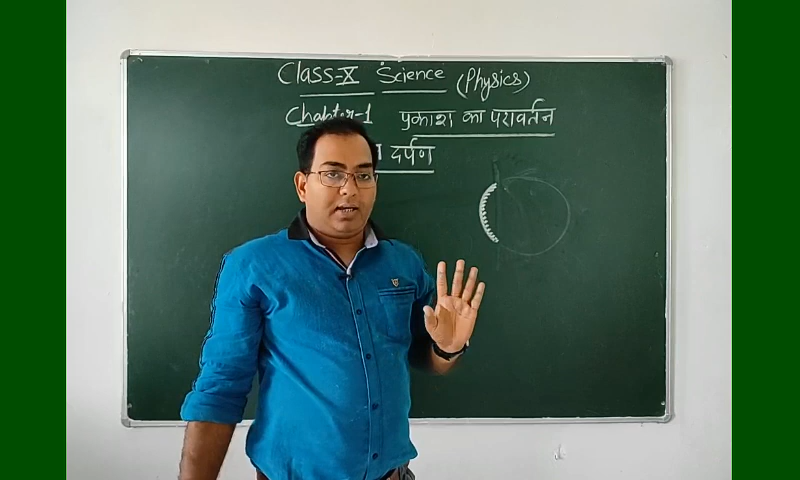 Class-X Science (Physics)
Chapter-1 प्रकाश का परावर्तन
दर्पण